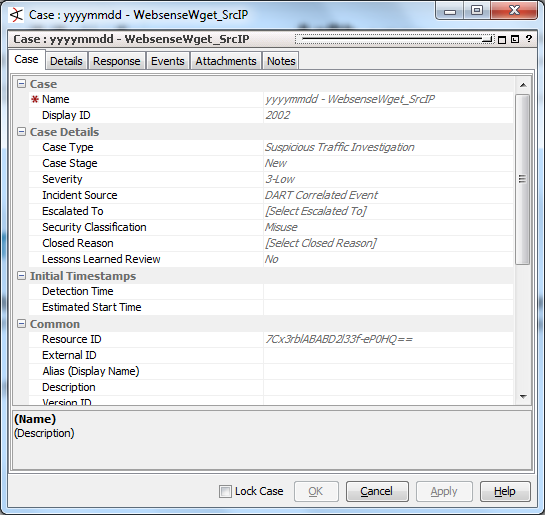 Case : yyyymmdd - WebsenseWget_SrcIP
Case : yyyymmdd - WebsenseWget_SrcIP ?
Case Details Response Events Attachments Notes
Case
* Name yyyymmdd - WebsenseWget_SrcIP
Display ID 2002
Case Details
Case Type Suspicious Traffic Investigation
Case Stage New
Severity 3-Low
Incident Source DART Correlated Event
Escalated To [Select Escalated To]
Security Classification Misuse
Closed Reason [Select Closed Reason]
Lessons Learned Review No
Initial Timestamps
Detection Time
Estimated Start Time
Common
Resource ID 7Cx3rblABABD2l33f-eP0HQ==
External ID
Alias (Display Name)
Description
Version ID
(Name)
(Description)
Lock Case OK Cancel Apply Help